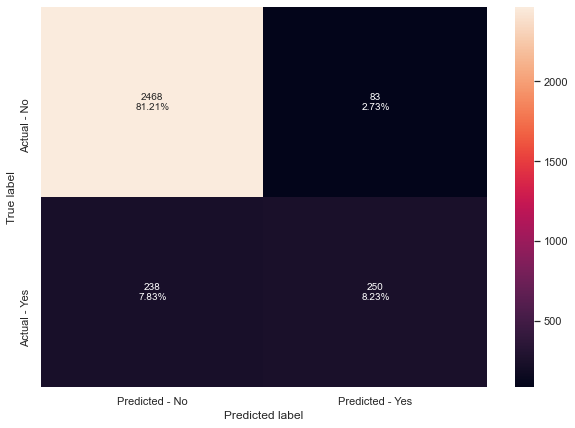 2468
81.21%
83
2.73%
238
7.83%
250
8.23%
Actual - No
Actual - Yes
True label
Predicted - No
Predicted - Yes
Predicted label
2000
1500
1000
500